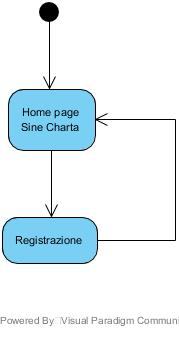 Home page
Sine Charta
Registrazione
Powered By Visual Paradigm Communi